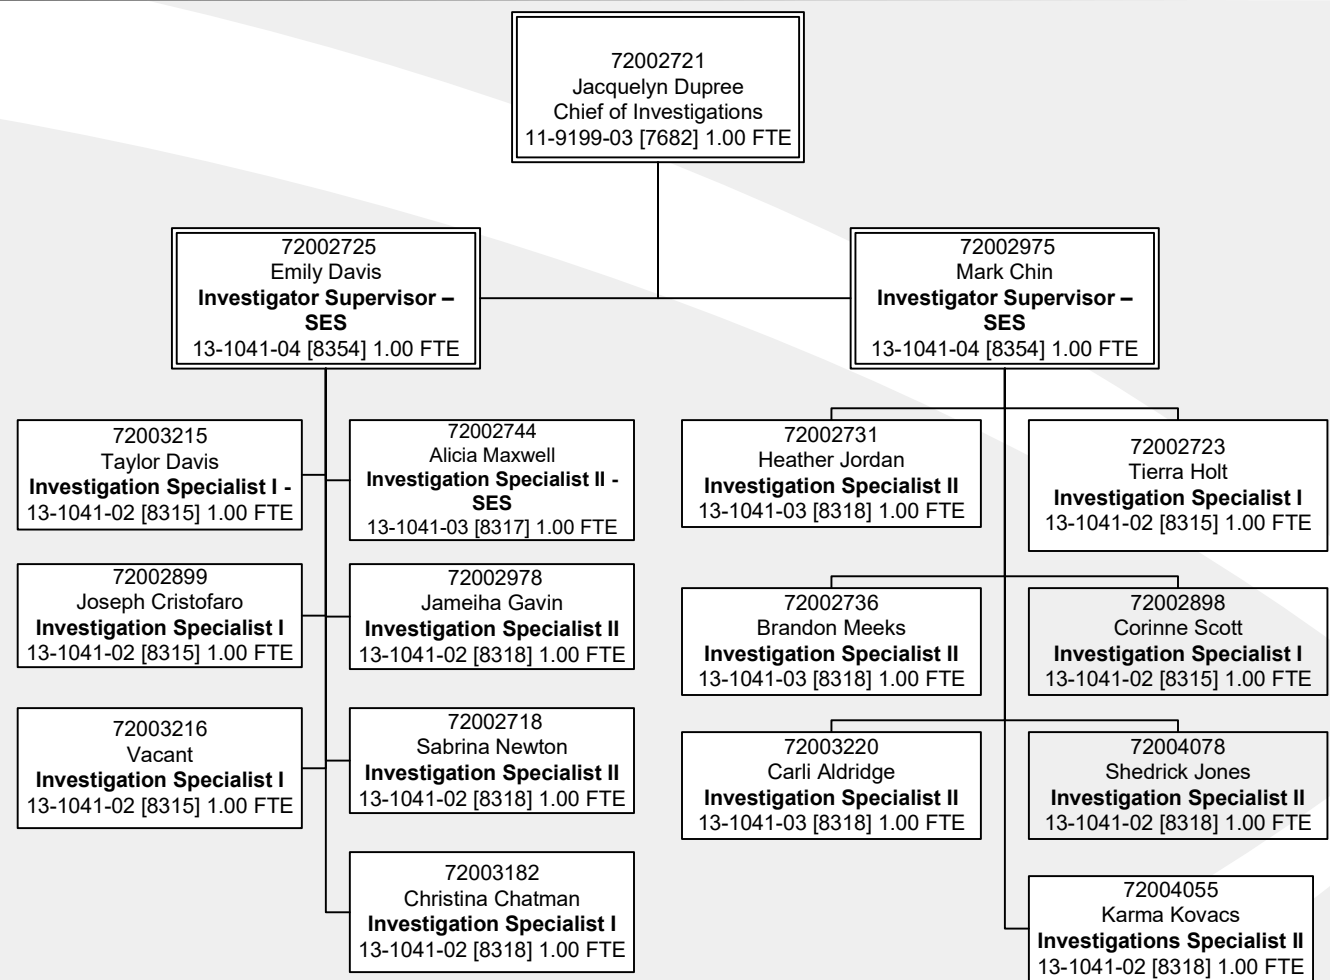 72002721
Jacquelyn Dupree
Chief of Investigations
11-9199-03 [7682] 1.00 FTE
72002725
Emily Davis
Investigator Supervisor –
SES
13-1041-04 [8354] 1.00 FTE
72002975
Mark Chin
Investigator Supervisor –
SES
13-1041-04 [8354] 1.00 FTE
72003215
Taylor Davis
Investigation Specialist I -
13-1041-02 [8315] 1.00 FTE
72002744
Alicia Maxwell
Investigation Specialist II -
SES
13-1041-03 [8317] 1.00 FTE
72002731
Heather Jordan
Investigation Specialist II
13-1041-03 [8318] 1.00 FTE
72002723
Tierra Holt
Investigation Specialist I
13-1041-02 [8315] 1.00 FTE
72002899
Joseph Cristofaro
Investigation Specialist I
13-1041-02 [8315] 1.00 FTE
72002978
Jameiha Gavin
Investigation Specialist II
13-1041-02 [8318] 1.00 FTE
72002736
Brandon Meeks
Investigation Specialist II
13-1041-03 [8318] 1.00 FTE
72002898
Corinne Scott
Investigation Specialist I
13-1041-02 [8315] 1.00 FTE
72003216
Vacant
Investigation Specialist I
13-1041-02 [8315] 1.00 FTE
72002718
Sabrina Newton
Investigation Specialist II
13-1041-02 [8318] 1.00 FTE
72003220
Carli Aldridge
Investigation Specialist II
13-1041-03 [8318] 1.00 FTE
72004078
Shedrick Jones
Investigation Specialist II
13-1041-02 [8318] 1.00 FTE
72003182
Christina Chatman
Investigation Specialist I
13-1041-02 [8318] 1.00 FTE
72004055
Karma Kovacs
Investigations Specialist II
13-1041-02 [8318] 1.00 FTE